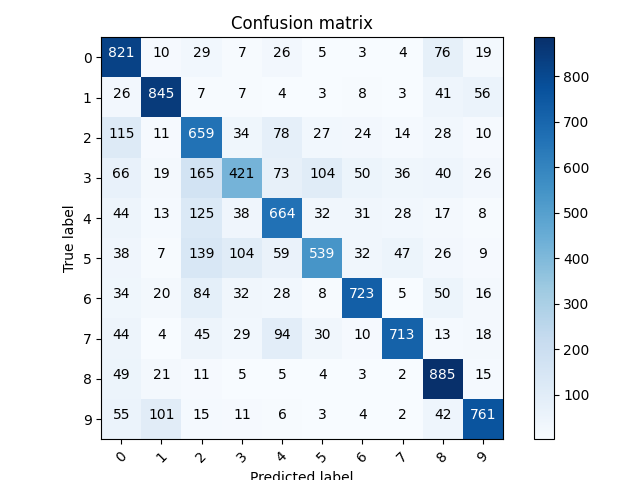 Confusion matrix
0 821 10 29 7 26 5 3 4 76 19
1 26 845 7 7 4 3 8 3 41 56
2 115 11 659 34 78 27 24 14 28 10
3 66 19 165 421 73 104 50 36 40 26
4 44 13 125 38 664 32 31 28 17 8
5 38 7 139 104 59 539 32 47 26 9
6 34 20 84 32 28 8 723 5 50 16
7 44 4 45 29 94 30 10 713 13 18
8 49 21 11 5 5 4 3 2 885 15
9 55 101 15 11 6 3 4 2 42 761
0 1 2 3 4 5 6 7 8 9
True label
Predicted label
800
700
600
500
400
300
200
100